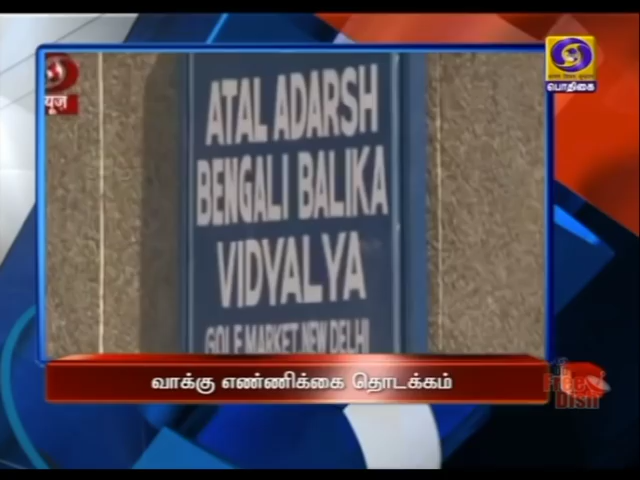 பொதிகை
यूज़
ATAL ADARSH
BENGALI BALIKA
VIDYALYA
GOLE MARKET NEW DELHI
வாக்கு எண்ணிக்கை தொடக்கம்
Free
Dish